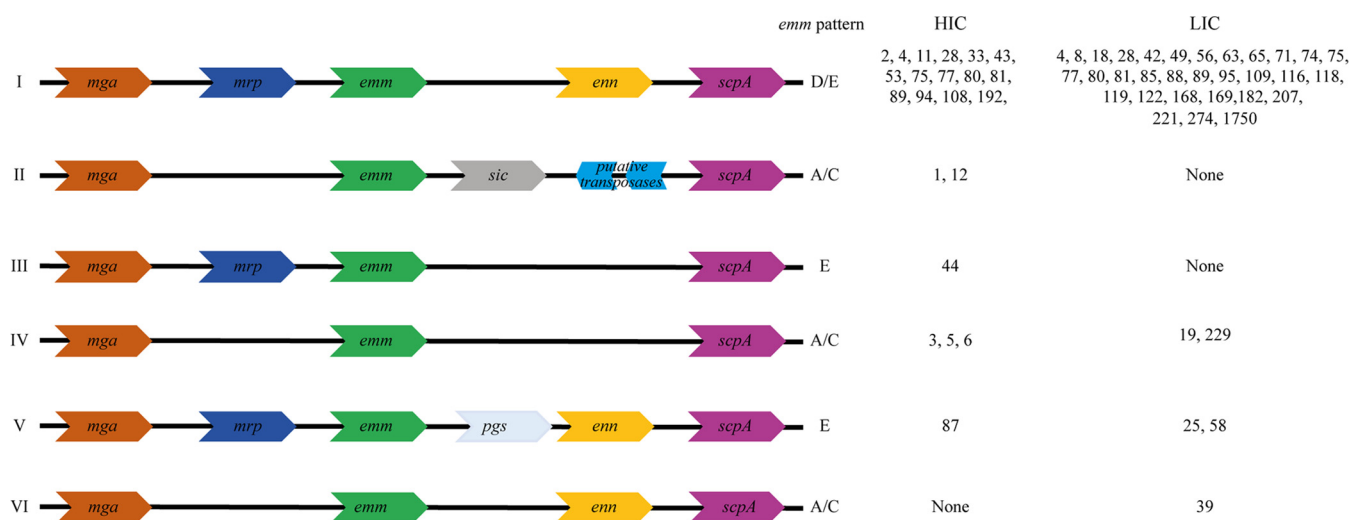 emm pattern HIC LIC
I mga mrp emm enn scpA D/E
2, 4, 11, 28, 33, 43,
53, 75, 77, 80, 81,
89, 94, 108, 192,
4, 8, 18, 28, 42, 49, 56, 63, 65, 71, 74, 75,
77, 80, 81, 85, 88, 89, 95, 109, 116, 118,
119, 122, 168, 169,182, 207,
221, 274, 1750
II mga emm sic putative transposases scpA A/C 1, 12 None
III mga mrp emm scpA E 44 None
IV mga emm scpA A/C 3, 5, 6 19, 229
V mga mrp emm pgs enn scpA E 87 25, 58
VI mga emm enn scpA A/C None 39